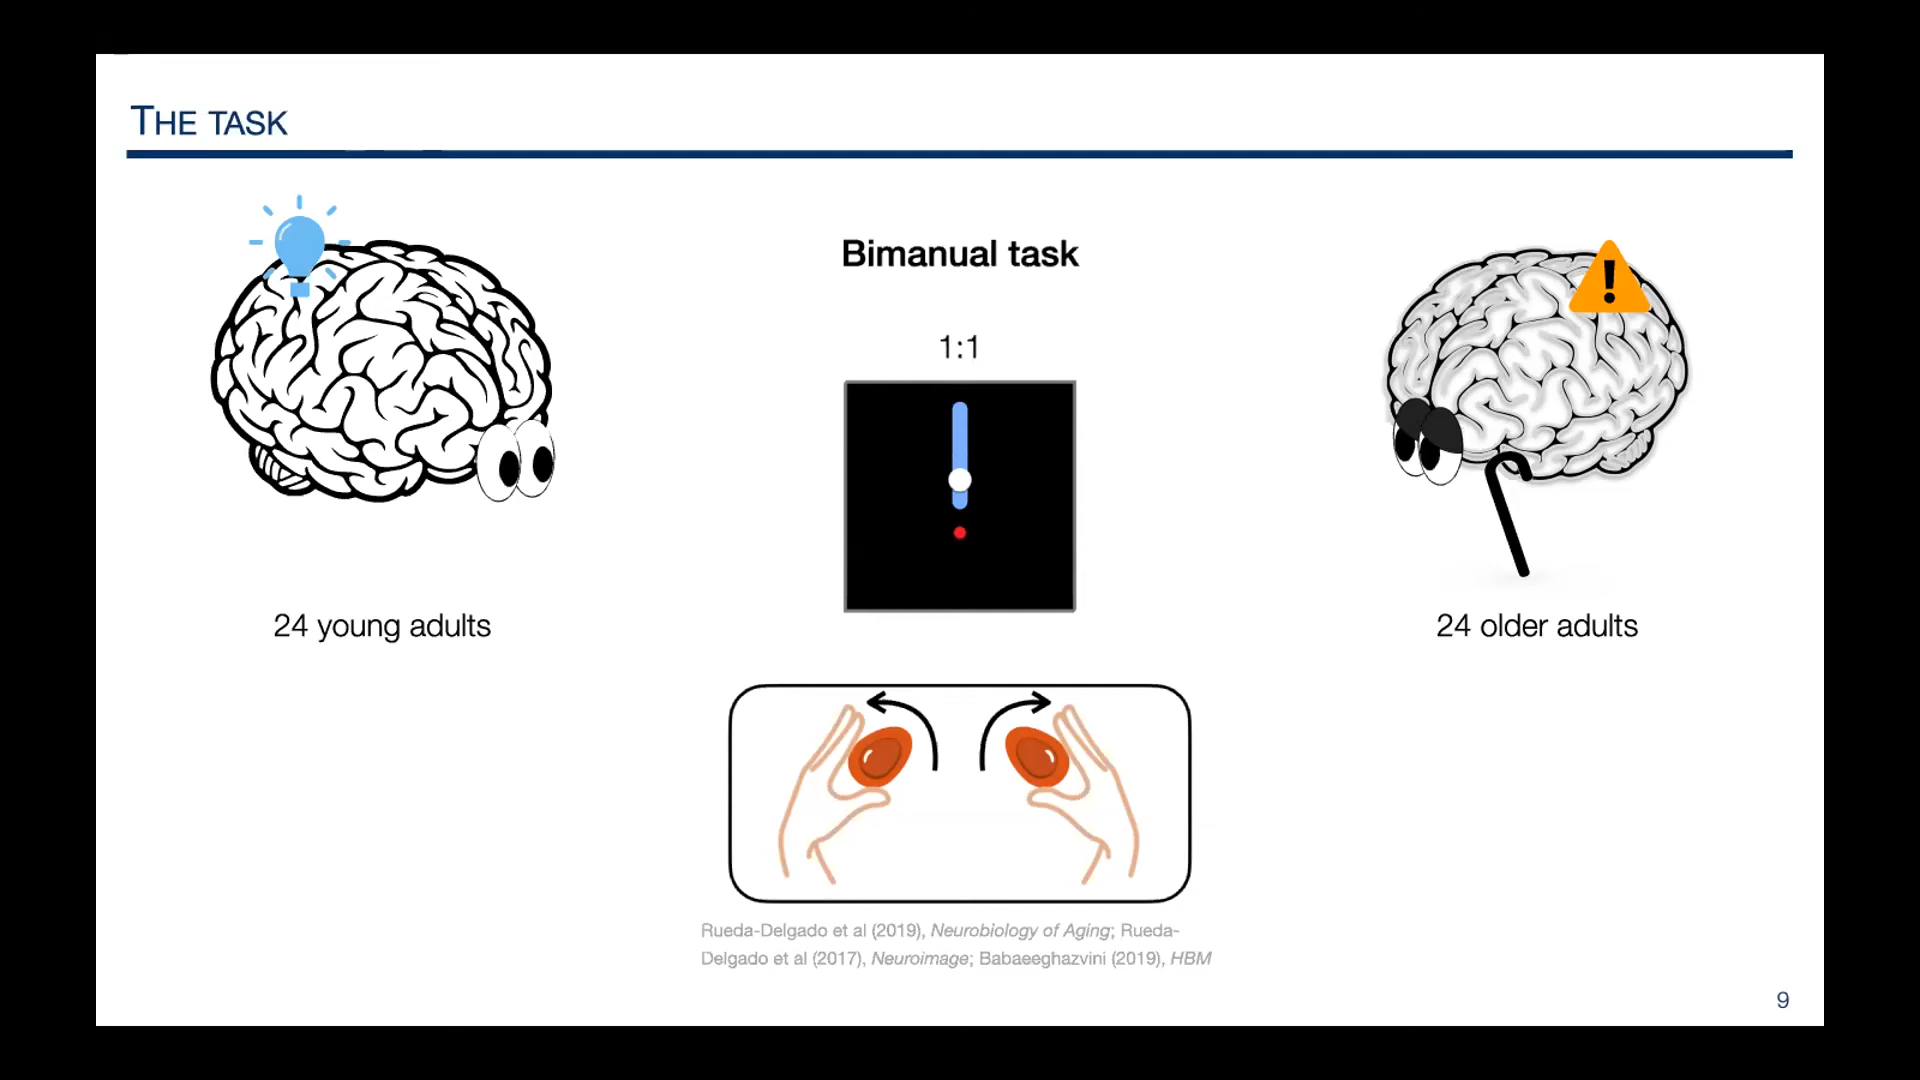 THE TASK
Bimanual task
1:1
24 young adults
24 older adults
Rueda-Delgado et al (2019), Neurobiology of Aging; Rueda-
Delgado et al (2017), Neuroimage; Babaeeghazvini (2019), HBM
9